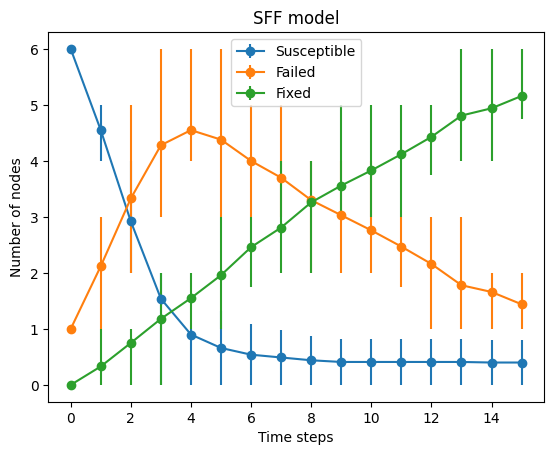 SFF model
Susceptible
Failed
Fixed
Number of nodes
6
5
4
3
2
1
0
0 2 4 6 8 10 12 14
Time steps